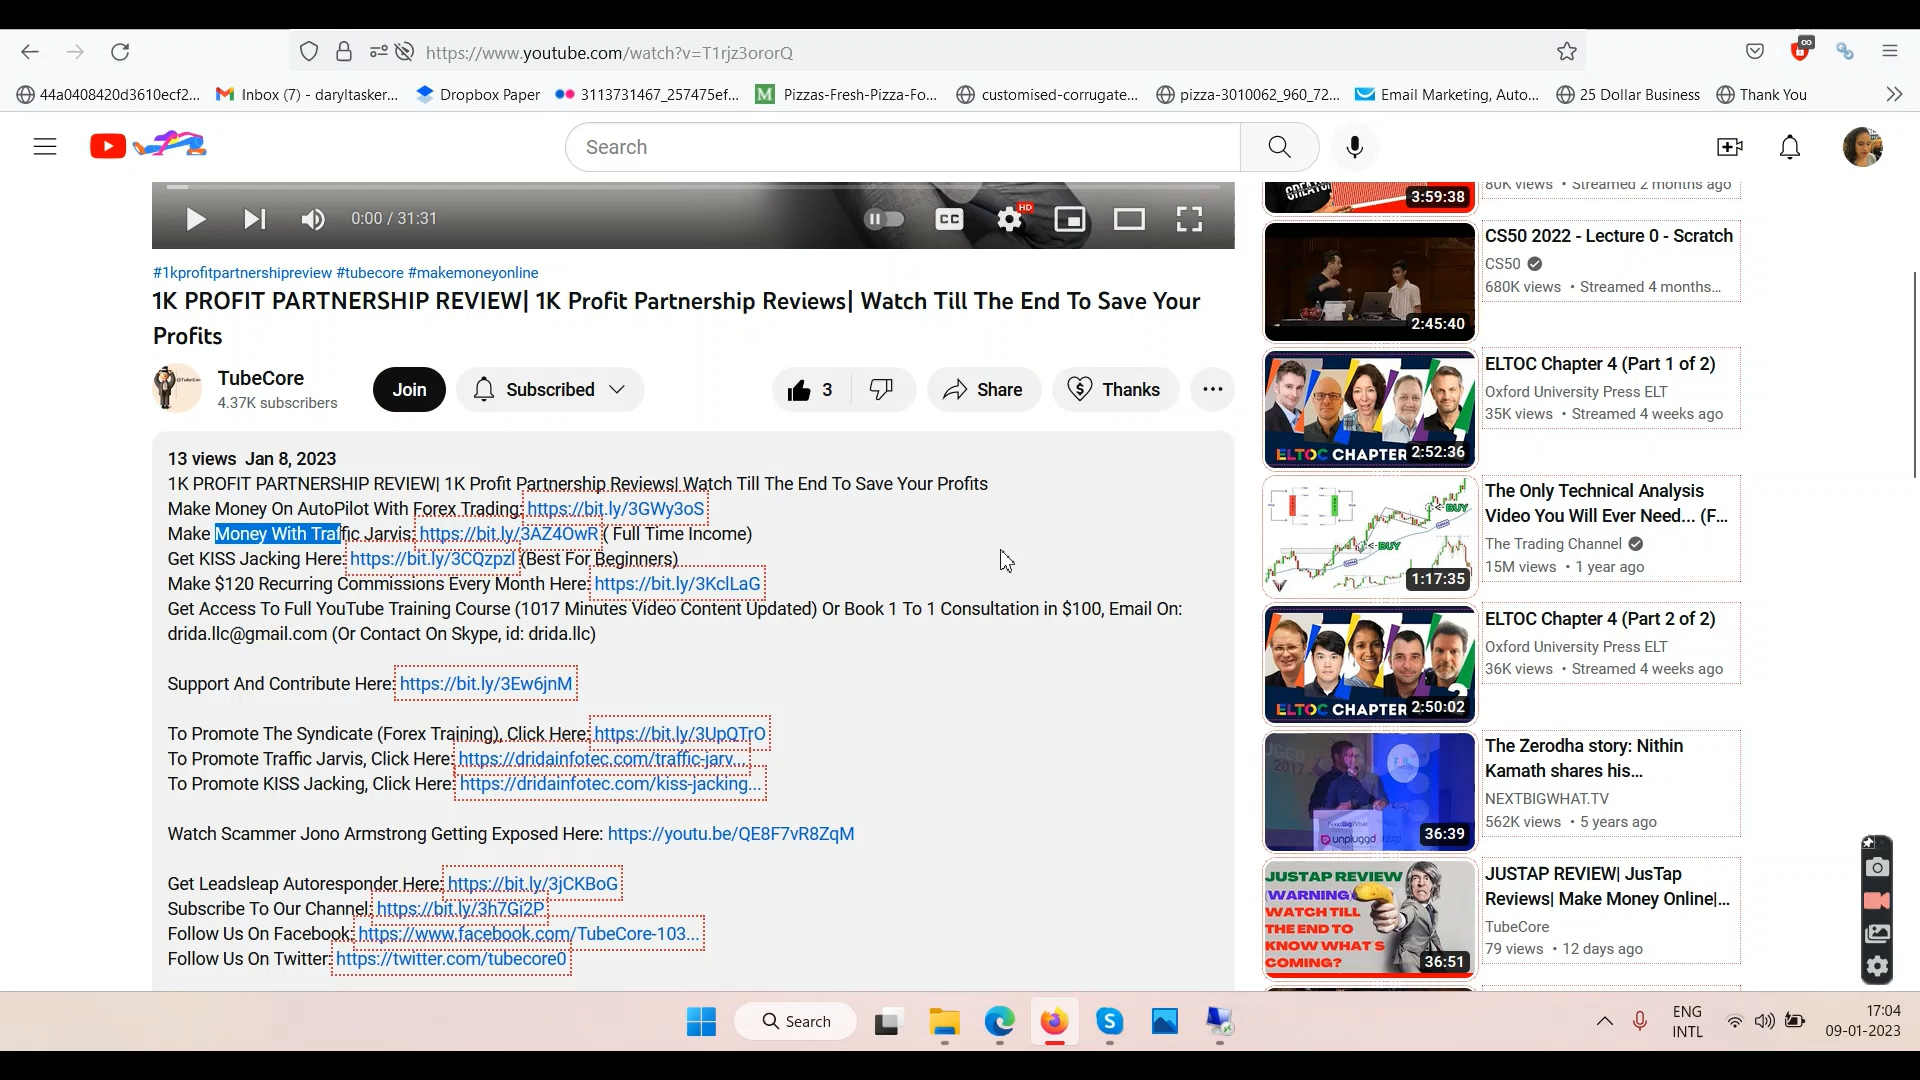 https://www.youtube.com/watch?v=T1rjz3ororQ
44a0408420d3610ecf2...
Inbox (7) - daryltasker...
Dropbox Paper
3113731467_257475ef...
Pizzas-Fresh-Pizza-Fo...
customised-corrugate...
pizza-3010062_960_72...
Email Marketing, Auto...
25 Dollar Business
Thank You
Search
0:00 / 31:31
CC
HD
#1kprofitpartnershipreview #tubecore #makemoneyonline
1K PROFIT PARTNERSHIP REVIEW| 1K Profit Partnership Reviews| Watch Till The End To Save Your
Profits
TubeCore
4.37K subscribers
Join
Subscribed
3
Share
Thanks
13 views Jan 8, 2023
1K PROFIT PARTNERSHIP REVIEW| 1K Profit Partnership Reviews| Watch Till The End To Save Your Profits
Make Money On AutoPilot With Forex Trading: https://bit.ly/3GWy3oS
Make Money With Traffic Jarvis: https://bit.ly/3AZ4OwR ( Full Time Income)
Get KISS Jacking Here: https://bit.ly/3CQzpzl (Best For Beginners)
Make $120 Recurring Commissions Every Month Here: https://bit.ly/3KclLaG
Get Access To Full YouTube Training Course (1017 Minutes Video Content Updated) Or Book 1 To 1 Consultation in $100, Email On:
drida.llc@gmail.com (Or Contact On Skype, id: drida.llc)
Support And Contribute Here: https://bit.ly/3Ew6jnM
To Promote The Syndicate (Forex Training), Click Here: https://bit.ly/3UpQTrO
To Promote Traffic Jarvis, Click Here: https://dridainfotec.com/traffic-jarv...
To Promote KISS Jacking, Click Here: https://dridainfotec.com/kiss-jacking...
Watch Scammer Jono Armstrong Getting Exposed Here: https://youtu.be/QE8F7vR8ZqM
Get Leadsleap Autoresponder Here: https://bit.ly/3jCKBoG
Subscribe To Our Channel: https://bit.ly/3h7Gi2P
Follow Us On Facebook: https://www.facebook.com/TubeCore-103...
Follow Us On Twitter: https://twitter.com/tubecore0
80K views • Streamed 2 months ago
3:59:38
CS50 2022 - Lecture 0 - Scratch
CS50
680K views • Streamed 4 months...
2:45:40
ELTOC Chapter 4 (Part 1 of 2)
Oxford University Press ELT
35K views • Streamed 4 weeks ago
ELTOC CHAPTER
2:52:36
The Only Technical Analysis
Video You Will Ever Need... (F...
The Trading Channel
15M views • 1 year ago
BUY
BUY
BUY
1:17:35
ELTOC Chapter 4 (Part 2 of 2)
Oxford University Press ELT
36K views • Streamed 4 weeks ago
ELTOC CHAPTER
2:50:02
The Zerodha story: Nithin
Kamath shares his...
NEXTBIGWHAT.TV
562K views • 5 years ago
unpluggd
36:39
JUSTAP REVIEW
(WARNING)
WATCH TILL
THE END TO
KNOW WHAT'S
COMING?
36:51
JUSTAP REVIEW| JusTap
Reviews| Make Money Online|...
TubeCore
79 views • 12 days ago
Search
ENG
INTL
17:04
09-01-2023